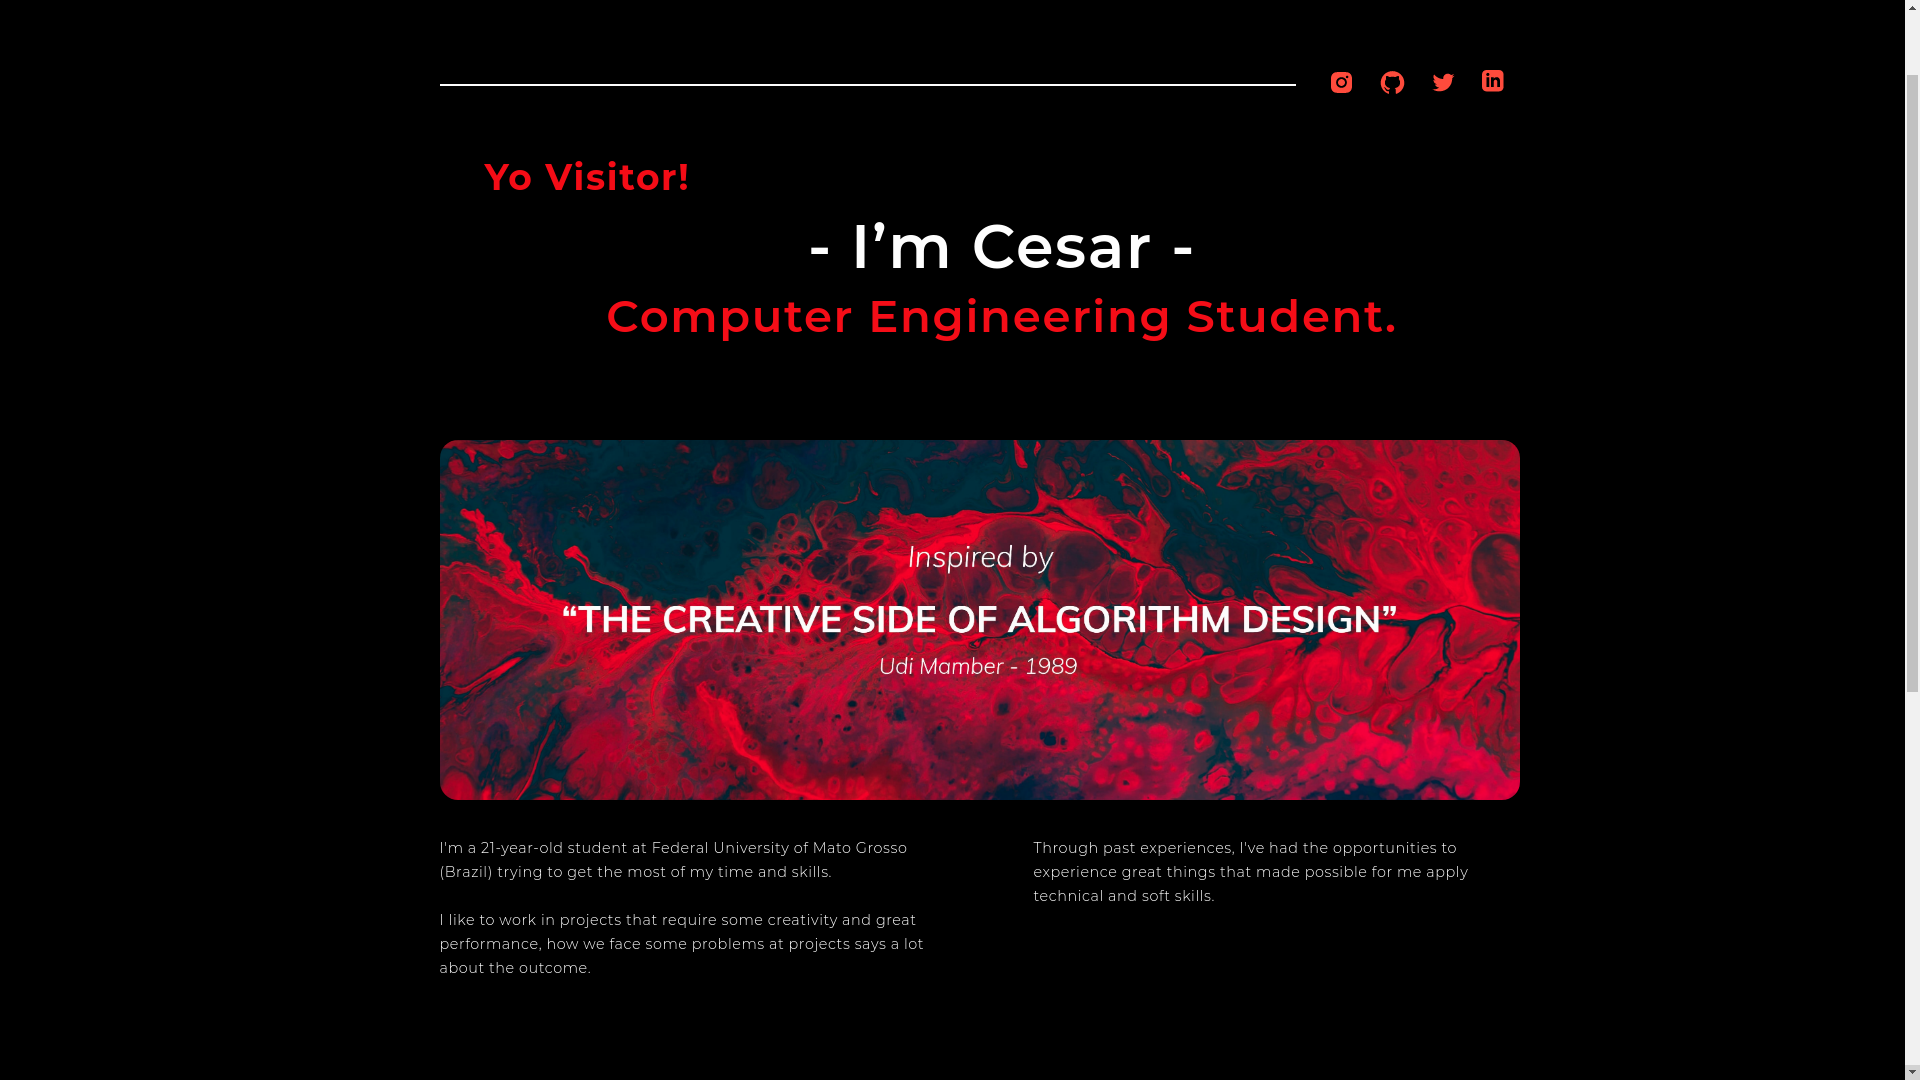 Yo Visitor!
- I’m Cesar -
Computer Engineering Student.
Inspired by
“THE CREATIVE SIDE OF ALGORITHM DESIGN”
Udi Mamber - 1989
I'm a 21-year-old student at Federal University of Mato Grosso
(Brazil) trying to get the most of my time and skills.
I like to work in projects that require some creativity and great
performance, how we face some problems at projects says a lot
about the outcome.
Through past experiences, I've had the opportunities to
experience great things that made possible for me apply
technical and soft skills.